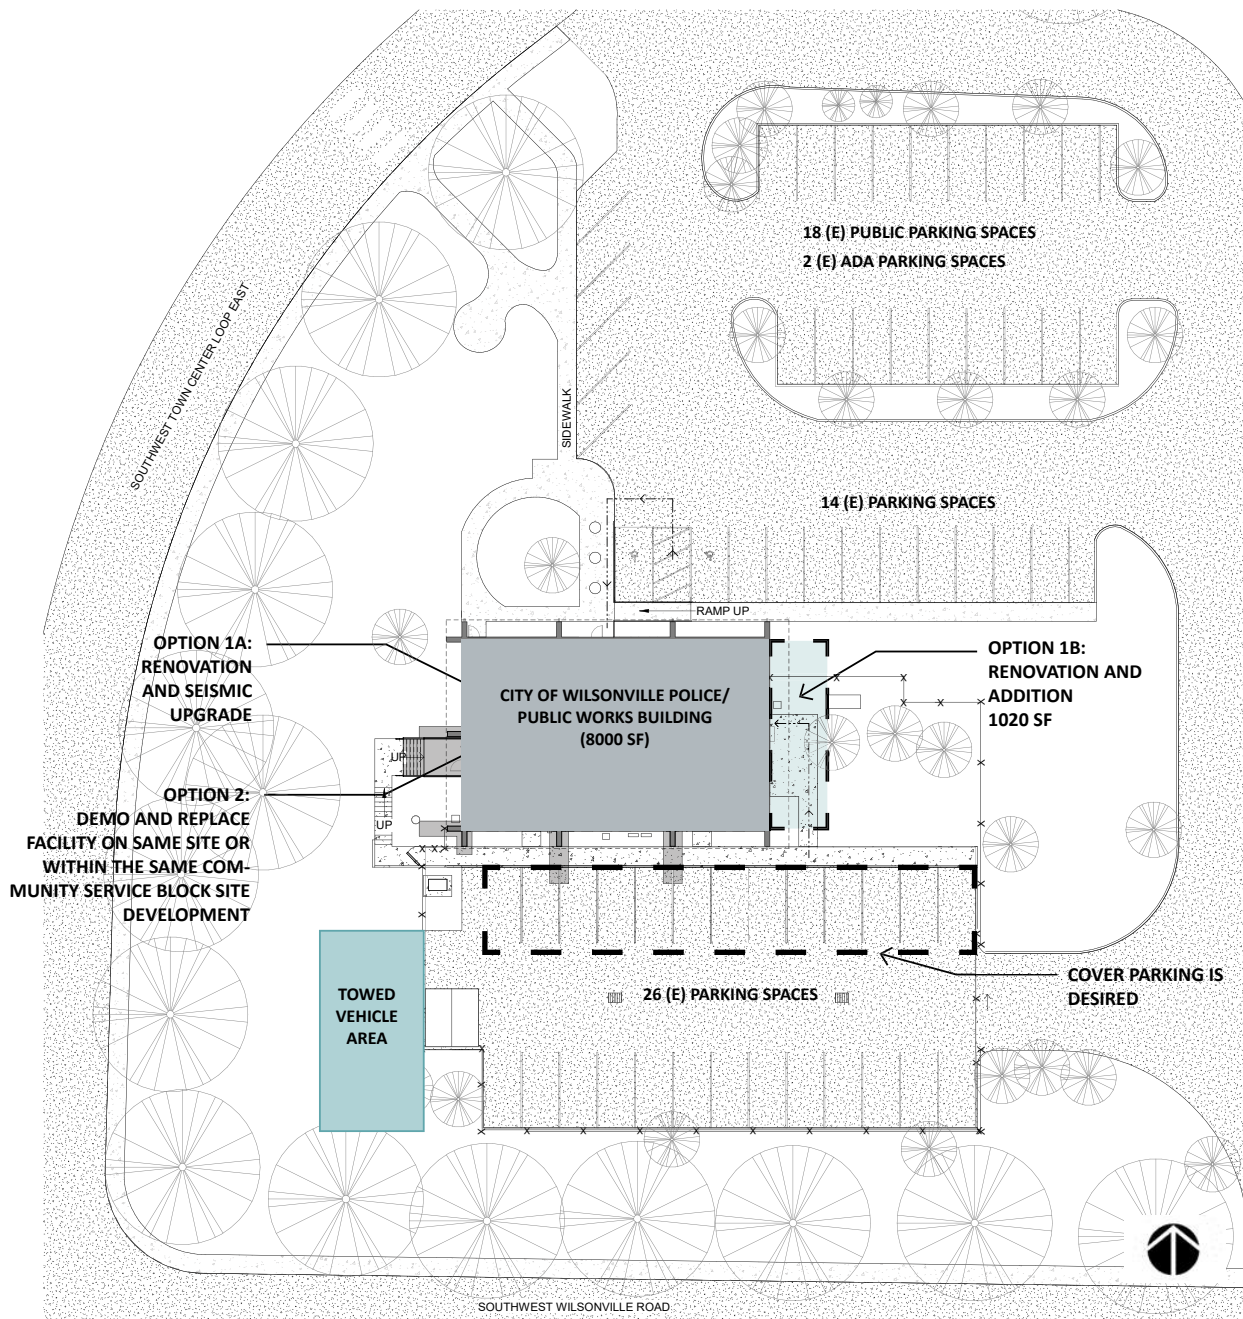 18 (E) PUBLIC PARKING SPACES
2 (E) ADA PARKING SPACES
SOUTHWEST TOWN CENTER LOOP EAST
SIDEWALK
14 (E) PARKING SPACES
RAMP UP
OPTION 1A:
RENOVATION
AND SEISMIC
UPGRADE
CITY OF WILSONVILLE POLICE/
PUBLIC WORKS BUILDING
(8000 SF)
OPTION 1B:
RENOVATION AND
ADDITION
1020 SF
UP
UP
OPTION 2:
DEMO AND REPLACE
FACILITY ON SAME SITE OR
WITHIN THE SAME COM-
MUNITY SERVICE BLOCK SITE
DEVELOPMENT
TOWED
VEHICLE
AREA
26 (E) PARKING SPACES
COVER PARKING IS
DESIRED
SOUTHWEST WILSONVILLE ROAD